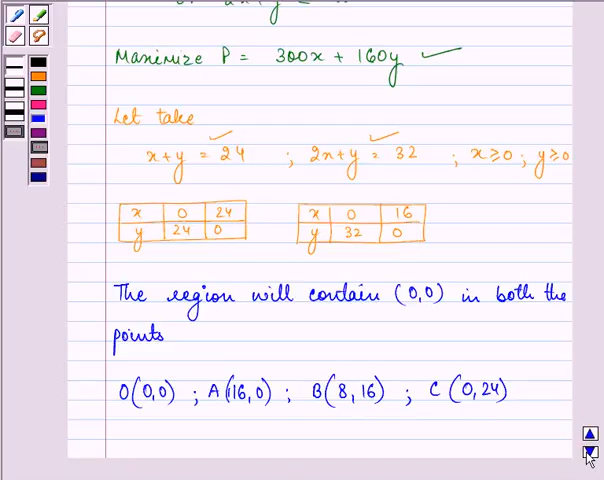 Maximize P = 300x + 160y
Let take
x+y = 24 ; 2x+y = 32 ; x≥0 ; y≥0
x 0 24
y 24 0
x 0 16
y 32 0
The region will contain (0,0) in both the
points
O(0,0) ; A(16,0) ; B(8,16) ; C(0,24)